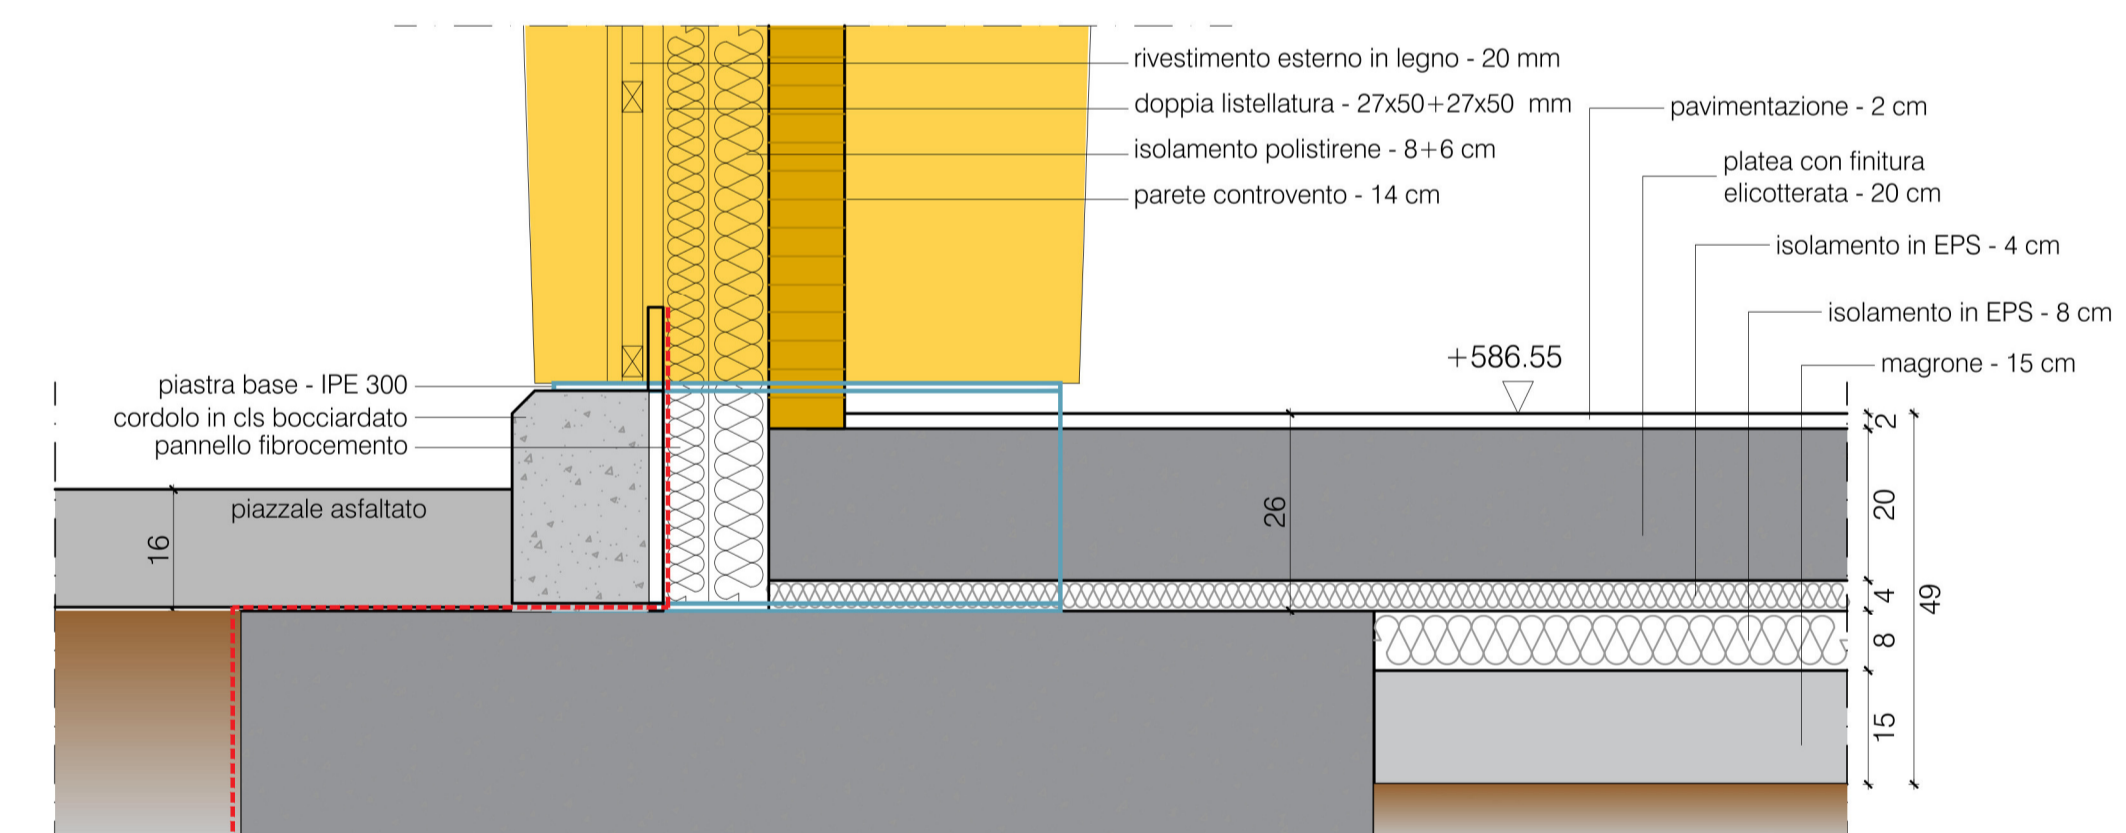 rivestimento esterno in legno - 20 mm
doppia listellatura - 27x50+27x50 mm
isolamento polistirene - 8+6 cm
parete controvento - 14 cm
pavimentazione - 2 cm
platea con finitura
elicotterata - 20 cm
isolamento in EPS - 4 cm
isolamento in EPS - 8 cm
magrone - 15 cm
+586.55
piastra base - IPE 300
cordolo in cls bocciardato
pannello fibrocemento
piazzale asfaltato
16
26
2
20
4
8
15
49